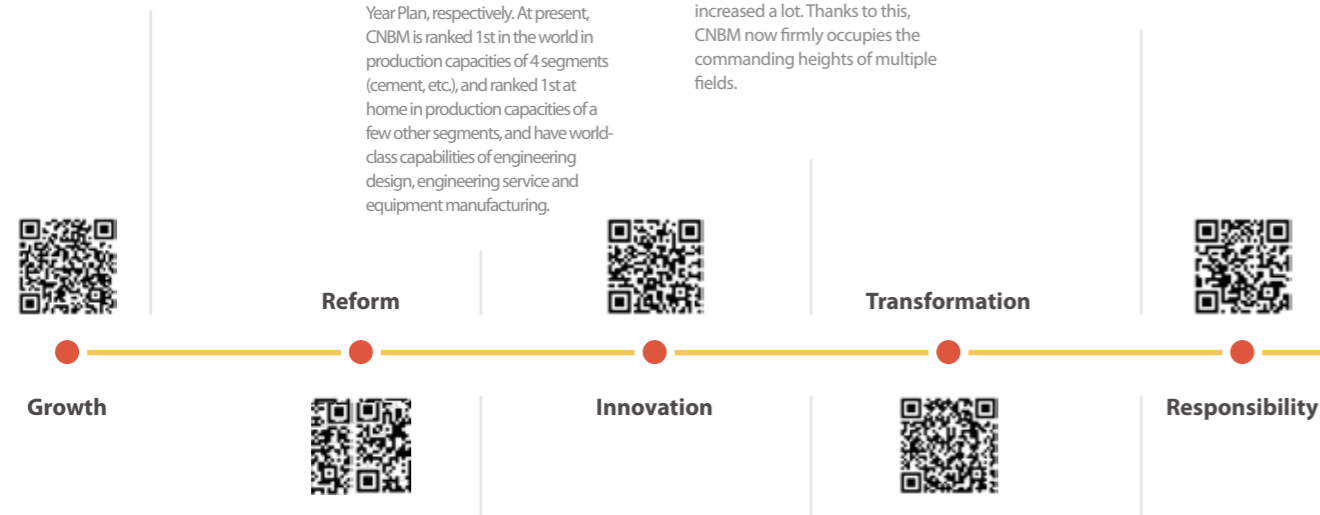 Year Plan, respectively. At present,
CNBM is ranked 1st in the world in
production capacities of 4 segments
(cement, etc.), and ranked 1st at
home in production capacities of a
few other segments, and have world-
class capabilities of engineering
design, engineering service and
equipment manufacturing.
increased a lot. Thanks to this,
CNBM now firmly occupies the
commanding heights of multiple
fields.
Reform
Transformation
Growth
Innovation
Responsibility